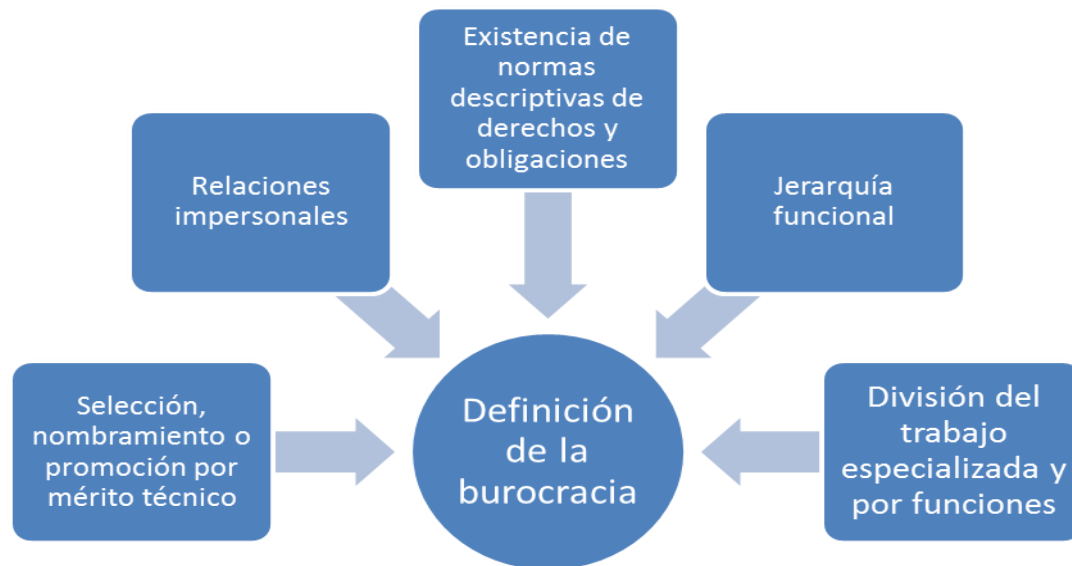 Existencia de
normas
descriptivas de
derechos y
obligaciones
Relaciones
impersonales
Jerarquía
funcional
Selección,
nombramiento o
promoción por
mérito técnico
Definición
de la
burocracia
División del
trabajo
especializada y
por funciones